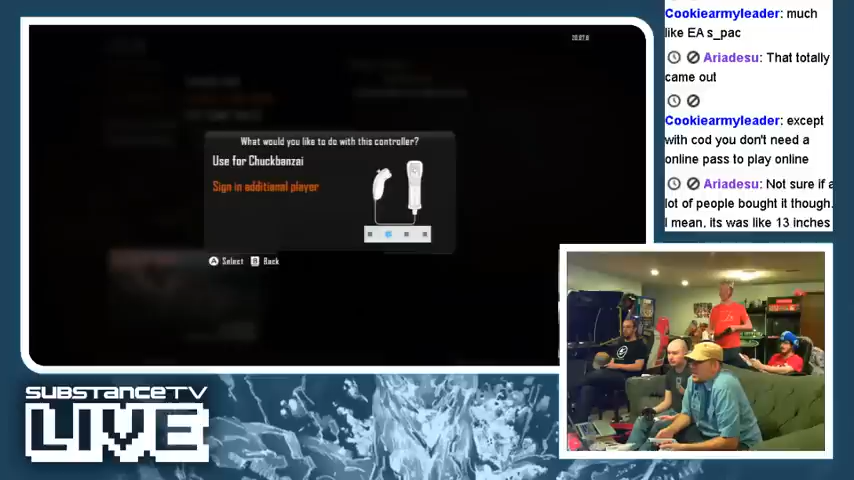 What would you like to do with this controller?
Use for Chuckbanzai
Sign in additional player
A Select B Back
Cookiearmyleader: much
like EA s_pac
Ariadesu: That totally
came out
Cookiearmyleader: except
with cod you don't need a
online pass to play online
Ariadesu: Not sure if a
lot of people bought it though.
I mean, its was like 13 inches
SUBSTANCETV
LIVE